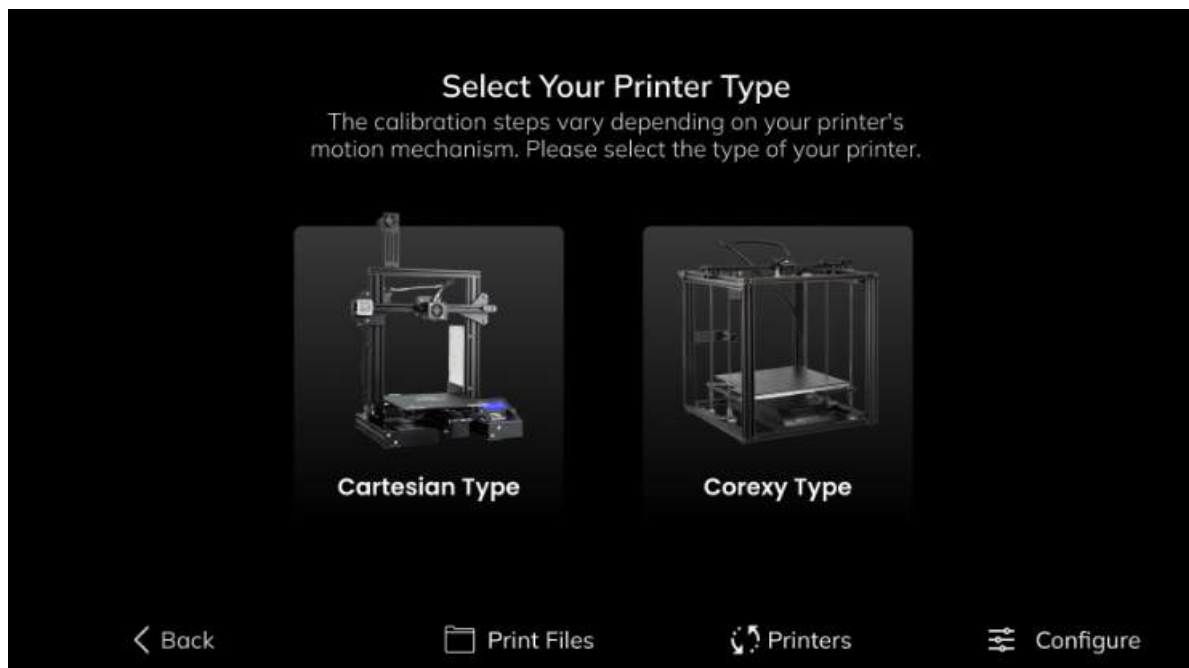 Select Your Printer Type
The calibration steps vary depending on your printer's
motion mechanism. Please select the type of your printer.
Cartesian Type
Corexy Type
Back
Print Files
Printers
Configure